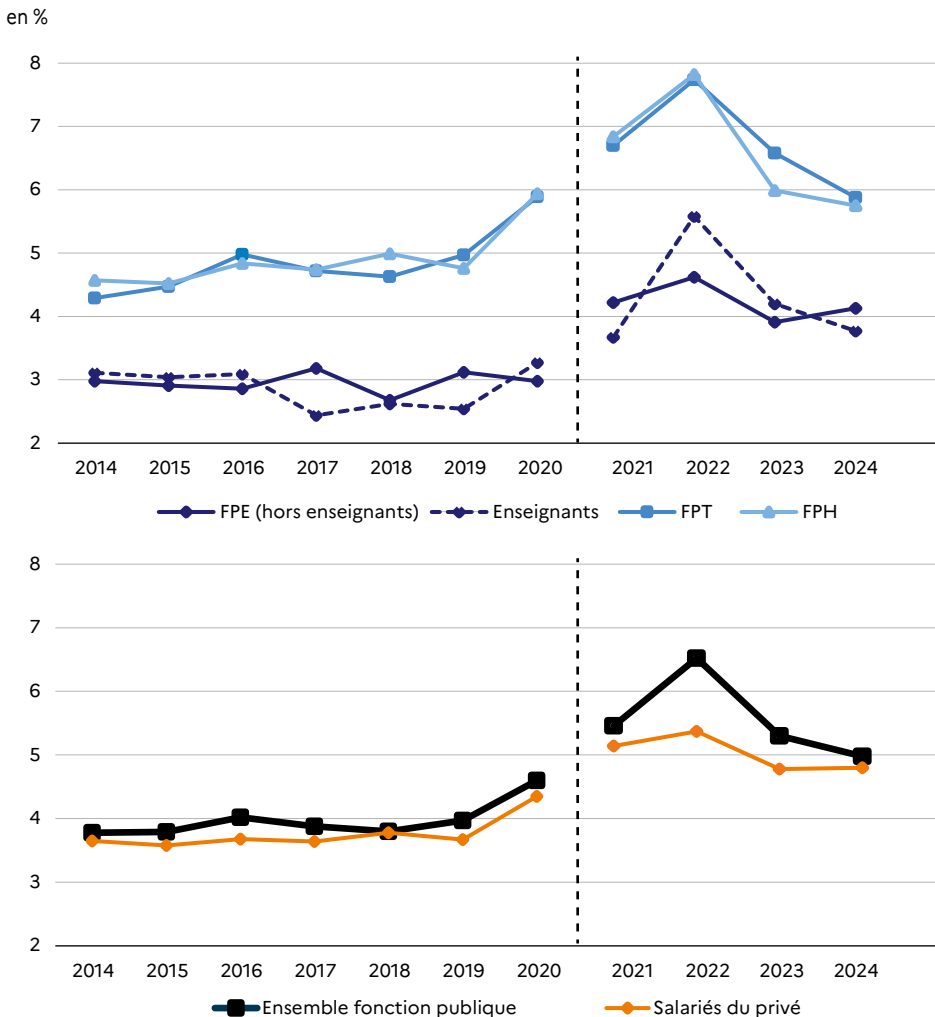 en %
8
7
6
5
4
3
2
2014 2015 2016 2017 2018 2019 2020 2021 2022 2023 2024
FPE (hors enseignants) Enseignants FPT FPH
8
7
6
5
4
3
2
2014 2015 2016 2017 2018 2019 2020 2021 2022 2023 2024
Ensemble fonction publique Salariés du privé